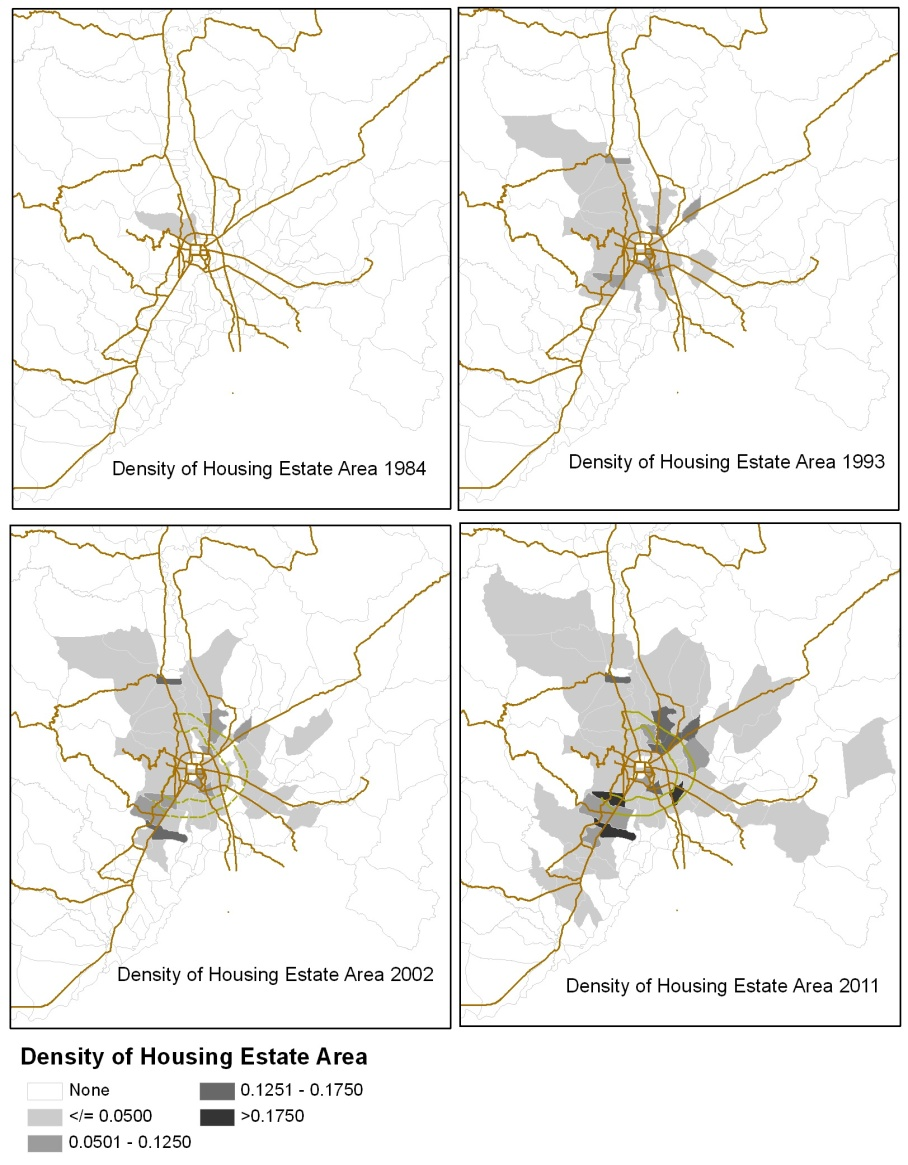 Density of Housing Estate Area 1984
Density of Housing Estate Area 1993
Density of Housing Estate Area 2002
Density of Housing Estate Area 2011
Density of Housing Estate Area
None
</= 0.0500
0.0501 - 0.1250
0.1251 - 0.1750
>0.1750